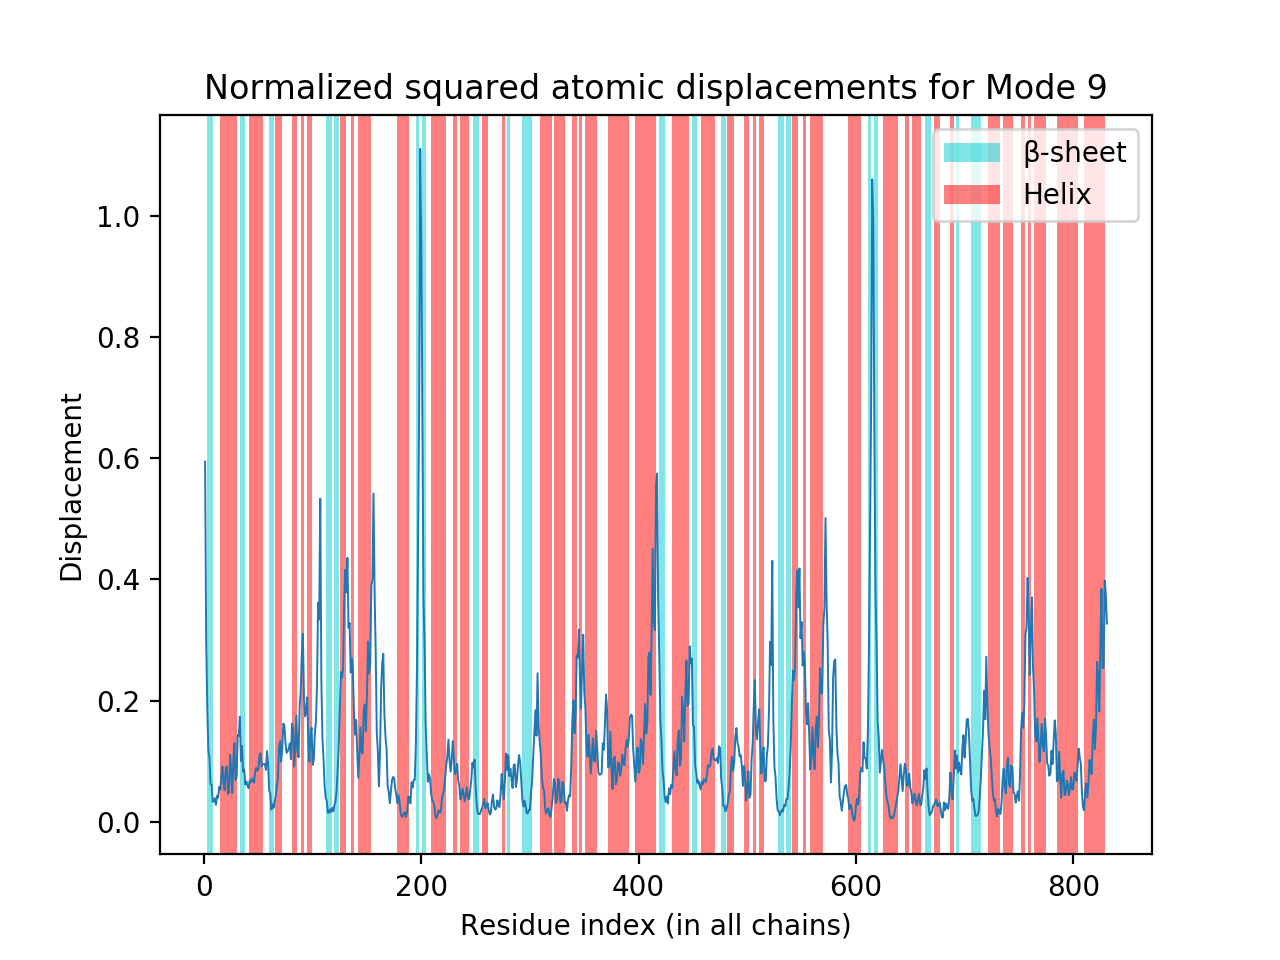 Normalized squared atomic displacements for Mode 9
β-sheet
Helix
1.0
0.8
0.6
0.4
0.2
0.0
Displacement
0 200 400 600 800
Residue index (in all chains)